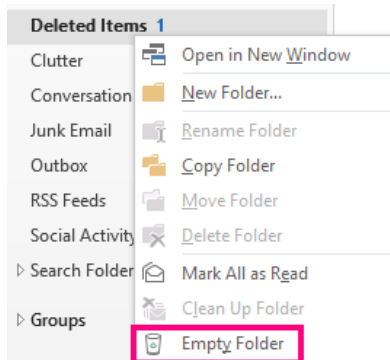 Deleted Items 1
Clutter
Conversation
Junk Email
Outbox
RSS Feeds
Social Activity
Search Folder
Groups
Open in New Window
New Folder...
Rename Folder
Copy Folder
Move Folder
Delete Folder
Mark All as Read
Clean Up Folder
Empty Folder